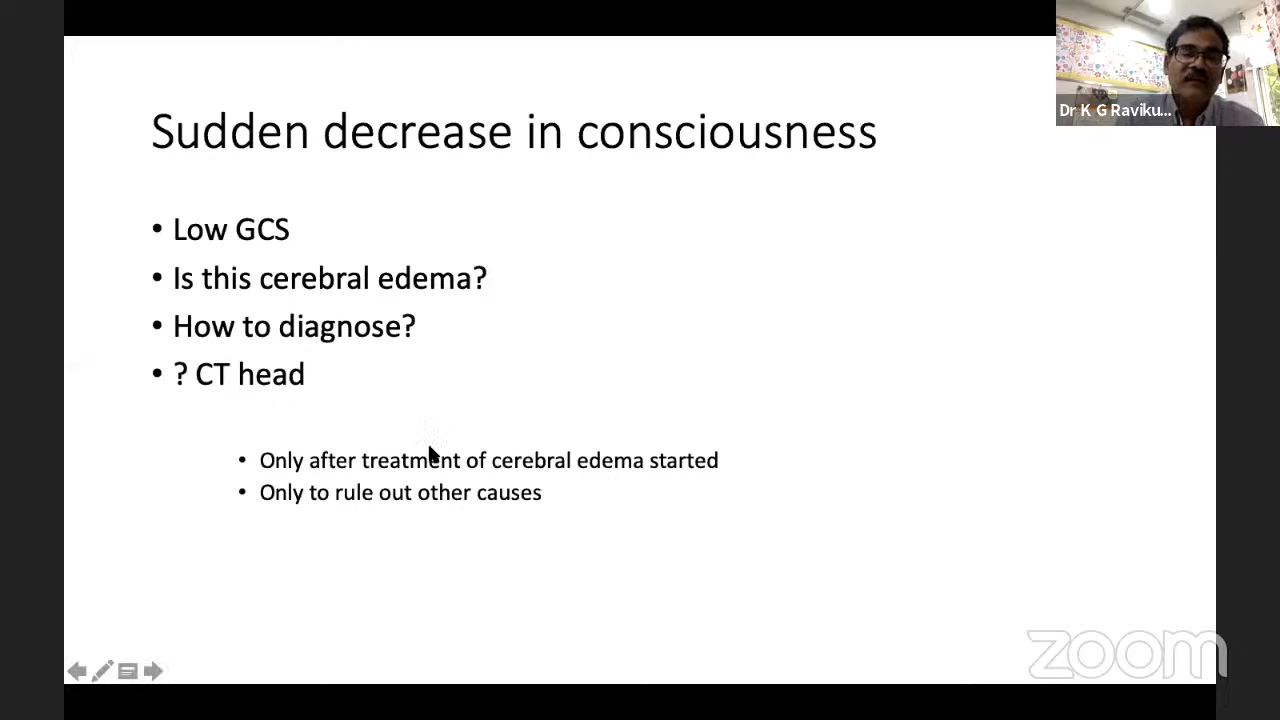 Dr K G Raviku...
Sudden decrease in consciousness
• Low GCS
• Is this cerebral edema?
• How to diagnose?
• ? CT head
• Only after treatment of cerebral edema started
• Only to rule out other causes
zoom